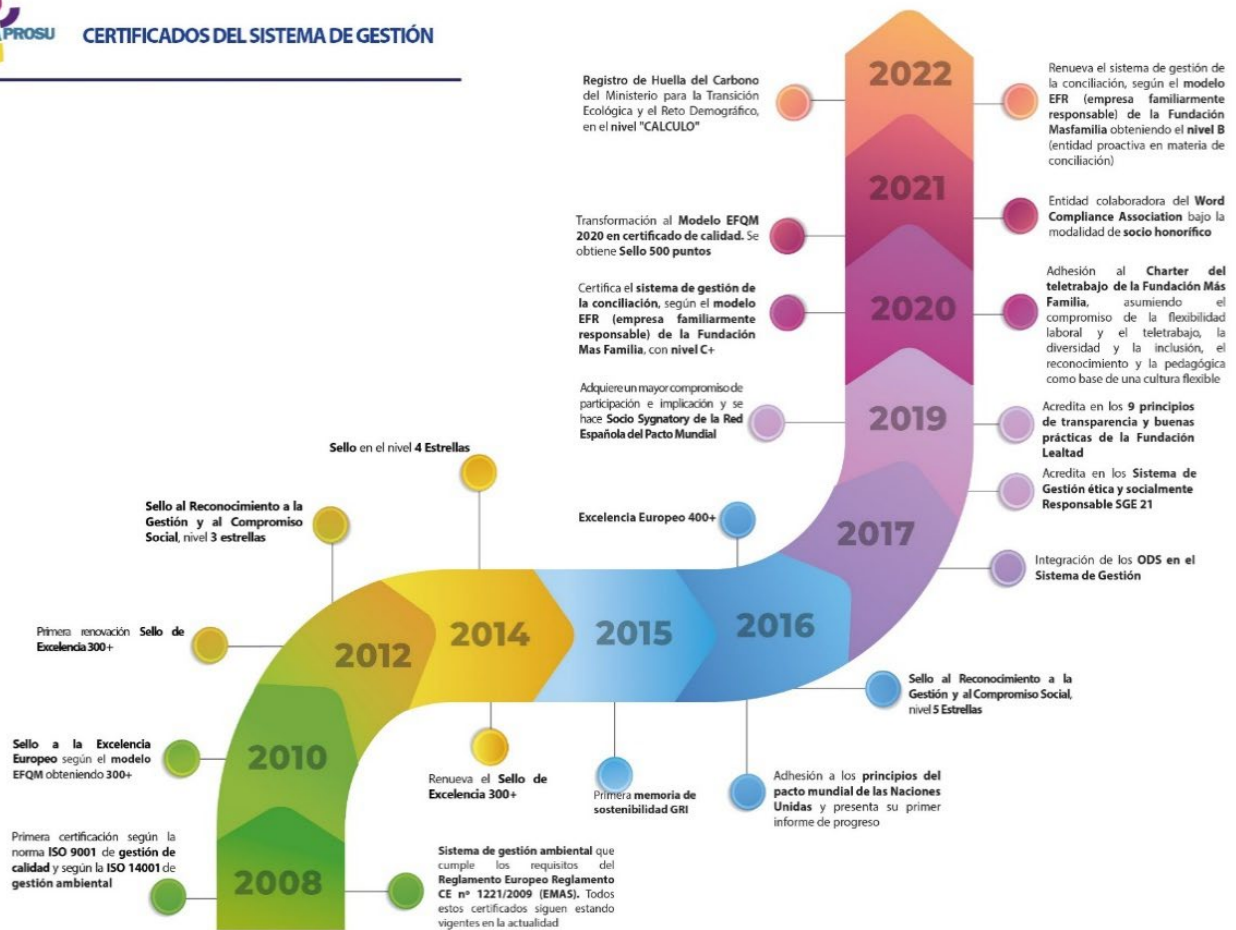 PROSU
CERTIFICADOS DEL SISTEMA DE GESTIÓN
2022
Registro de Huella del Carbono
del Ministerio para la Transición
Ecológica y el Reto Demográfico,
en el nivel "CALCULO"
Renueva el sistema de gestión de
la conciliación, según el modelo
EFR (empresa familiarmente
responsable) de la Fundación
Masfamilia obteniendo el nivel B
(entidad proactiva en materia de
conciliación)
2021
Transformación al Modelo EFQM
2020 en certificado de calidad. Se
obtiene Sello 500 puntos
Entidad colaboradora del Word
Compliance Association bajo la
modalidad de socio honorífico
2020
Certifica el sistema de gestión de
la conciliación, según el modelo
EFR (empresa familiarmente
responsable) de la Fundación
Mas Familia, con nivel C+
Adhesión al Charter del
teletrabajo de la Fundación Más
Familia, asumiendo el
compromiso de la flexibilidad
laboral y el teletrabajo, la
diversidad y la inclusión, el
reconocimiento y la pedagógica
como base de una cultura flexible
2019
Adquiere un mayor compromiso de
participación e implicación y se
hace Socio Sygnatory de la Red
Española del Pacto Mundial
Acredita en los 9 principios
de transparencia y buenas
prácticas de la Fundación
Lealtad
Acredita en los Sistema de
Gestión ética y socialmente
Responsable SGE 21
2017
Integración de los ODS en el
Sistema de Gestión
Sello en el nivel 4 Estrellas
Sello al Reconocimiento a la
Gestión y al Compromiso
Social, nivel 3 estrellas
Excelencia Europeo 400+
Primera renovación Sello de
Excelencia 300+
2012
2014
2015
2016
Sello al Reconocimiento a la
Gestión y al Compromiso Social,
nivel 5 Estrellas
Sello a la Excelencia
Europeo según el modelo
EFQM obteniendo 300+
2010
Renueva el Sello de
Excelencia 300+
Primera memoria de
sostenibilidad GRI
Adhesión a los principios del
pacto mundial de las Naciones
Unidas y presenta su primer
informe de progreso
Primera certificación según la
norma ISO 9001 de gestión de
calidad y según la ISO 14001 de
gestión ambiental
2008
Sistema de gestión ambiental que
cumple los requisitos del
Reglamento Europeo Reglamento
CE nº 1221/2009 (EMAS). Todos
estos certificados siguen estando
vigentes en la actualidad